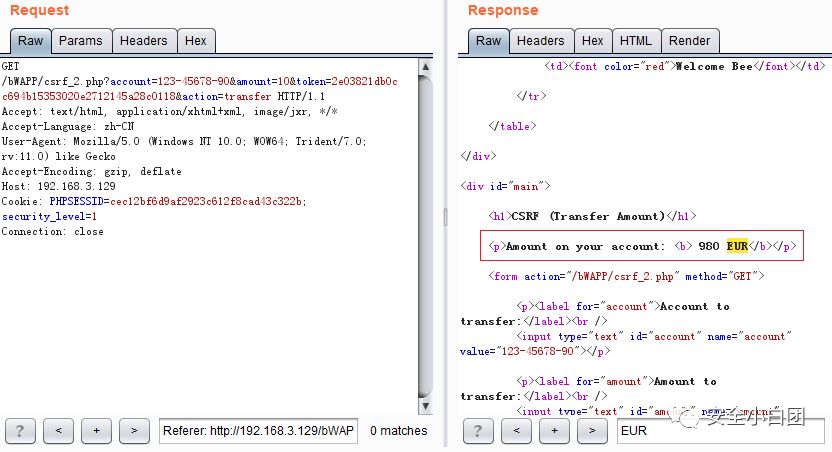 Request
Raw Params Headers Hex
GET
/bWAPP/csrf_2.php?account=123-45678-90&amount=10&token=2e03821db0c
c694b15353020e2712145a28c0118&action=transfer HTTP/1.1
Accept: text/html, application/xhtml+xml, image/jxr, */*
Accept-Language: zh-CN
User-Agent: Mozilla/5.0 (Windows NT 10.0; WOW64; Trident/7.0;
rv:11.0) like Gecko
Accept-Encoding: gzip, deflate
Host: 192.168.3.129
Cookie: PHPSESSID=cec12bf6d9af2923c612f8cad43c322b;
security_level=1
Connection: close
? < + > Referer: http://192.168.3.129/bWAP 0 matches
Response
Raw Headers Hex HTML Render
<td><font color="red">Welcome Bee</font></td>
</tr>
</table>
</div>
<div id="main">
<h1>CSRF (Transfer Amount)</h1>
<p>Amount on your account: <b> 980 EUR</b></p>
<form action="/bWAPP/csrf_2.php" method="GET">
<p><label for="account">Account to
transfer:</label><br />
<input type="text" id="account" name="account"
value="123-45678-90"></p>
<p><label for="amount">Amount to
transfer:</label><br />
<input type="text" id="amount" name="amount"
安全小白团
? < + > EUR